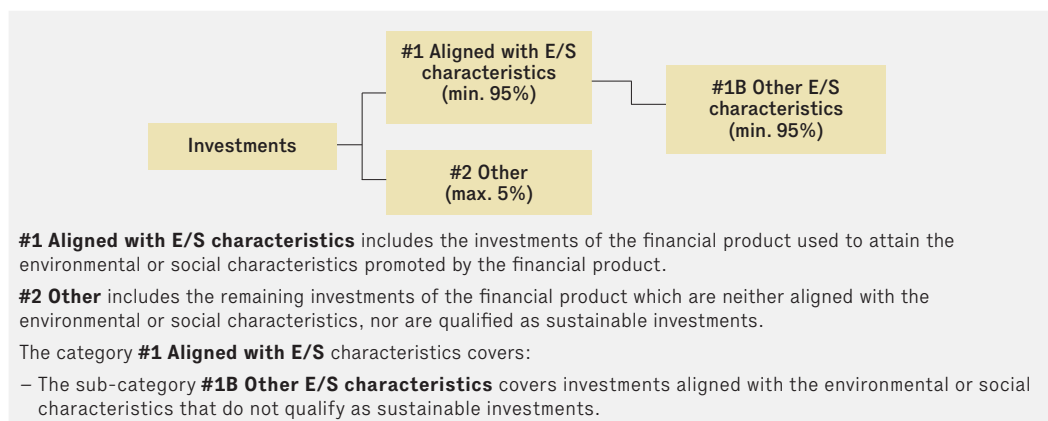 #1 Aligned with E/S
characteristics
(min. 95%)
#1B Other E/S
characteristics
(min. 95%)
Investments
#2 Other
(max. 5%)
#1 Aligned with E/S characteristics includes the investments of the financial product used to attain the
environmental or social characteristics promoted by the financial product.
#2 Other includes the remaining investments of the financial product which are neither aligned with the
environmental or social characteristics, nor are qualified as sustainable investments.
The category #1 Aligned with E/S characteristics covers:
– The sub-category #1B Other E/S characteristics covers investments aligned with the environmental or social
characteristics that do not qualify as sustainable investments.